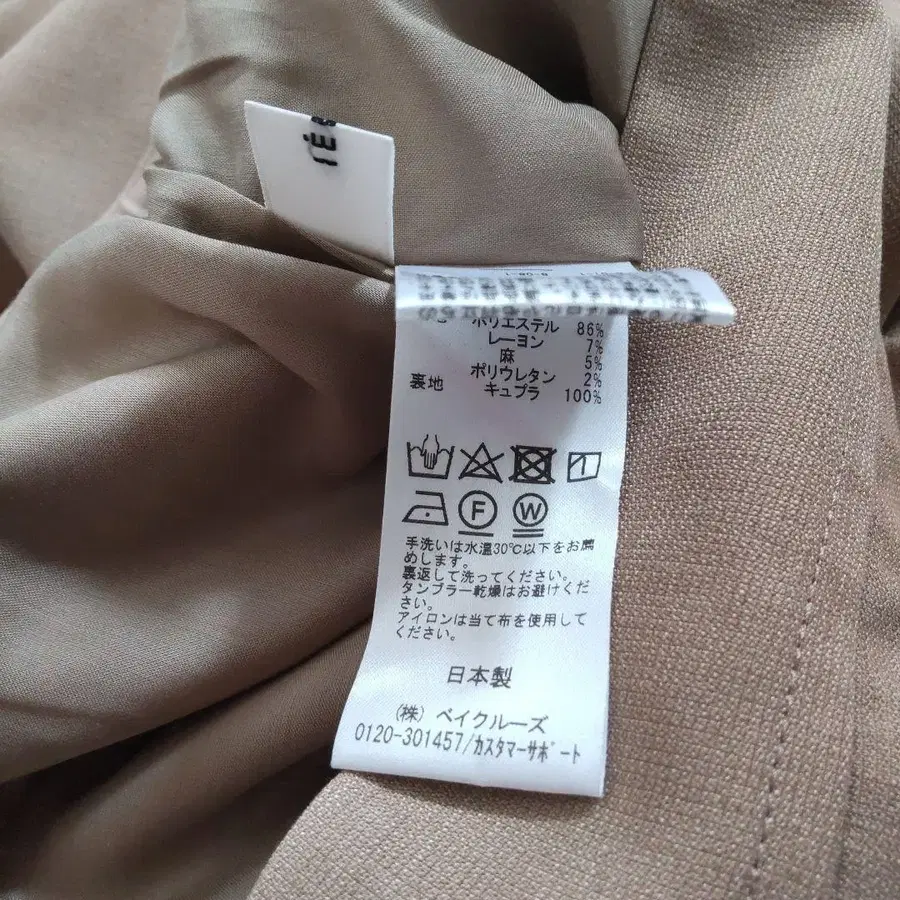 ポリエステル 86%
レーヨン 7%
麻 5%
ポリウレタン 2%
裏地 キュプラ 100%
F W
手洗いは水温30℃以下をお薦
めします。
裏返して洗ってください。
タンブラー乾燥はお避けくだ
さい。
アイロンは当て布を使用して
ください。
日本製
(株) ベイクルーズ
0120-301457/カスタマーサポート